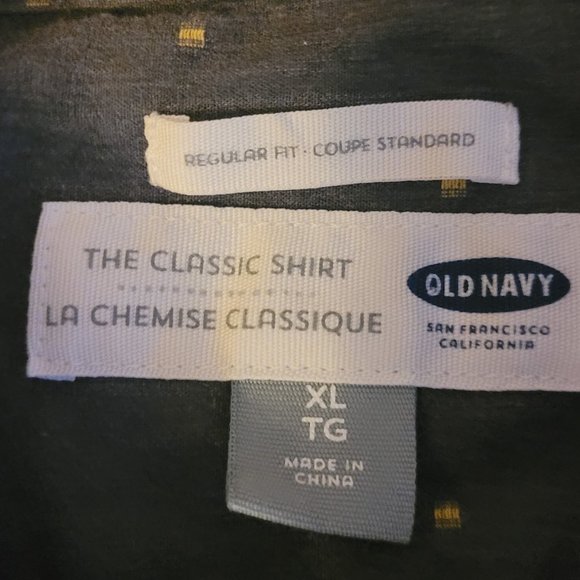 REGULAR FIT · COUPE STANDARD
THE CLASSIC SHIRT
LA CHEMISE CLASSIQUE
OLD NAVY
SAN FRANCISCO
CALIFORNIA
XL
TG
MADE IN
CHINA